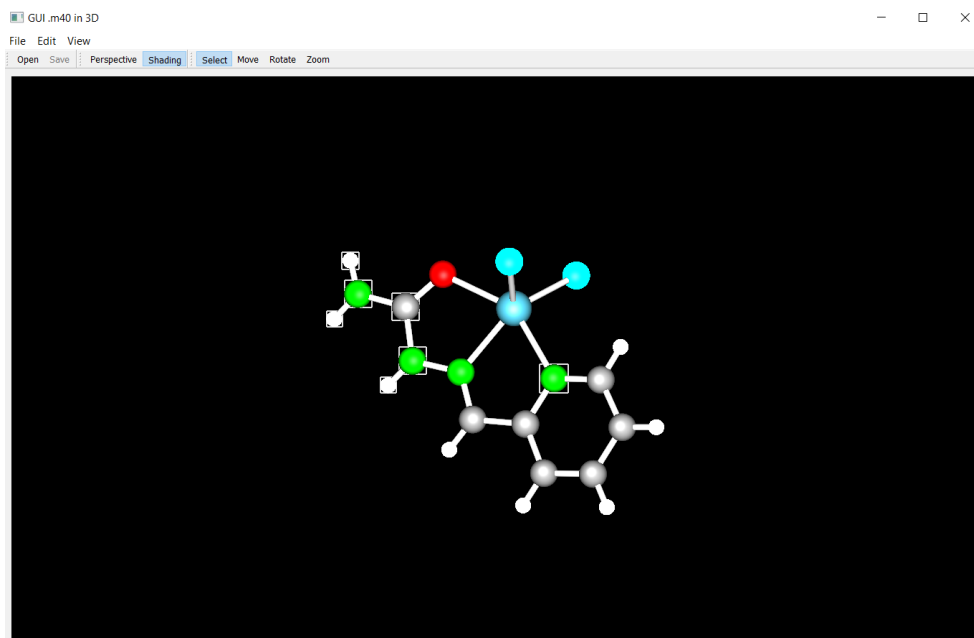 GUI .m40 in 3D
File Edit View
Open Save Perspective Shading Select Move Rotate Zoom